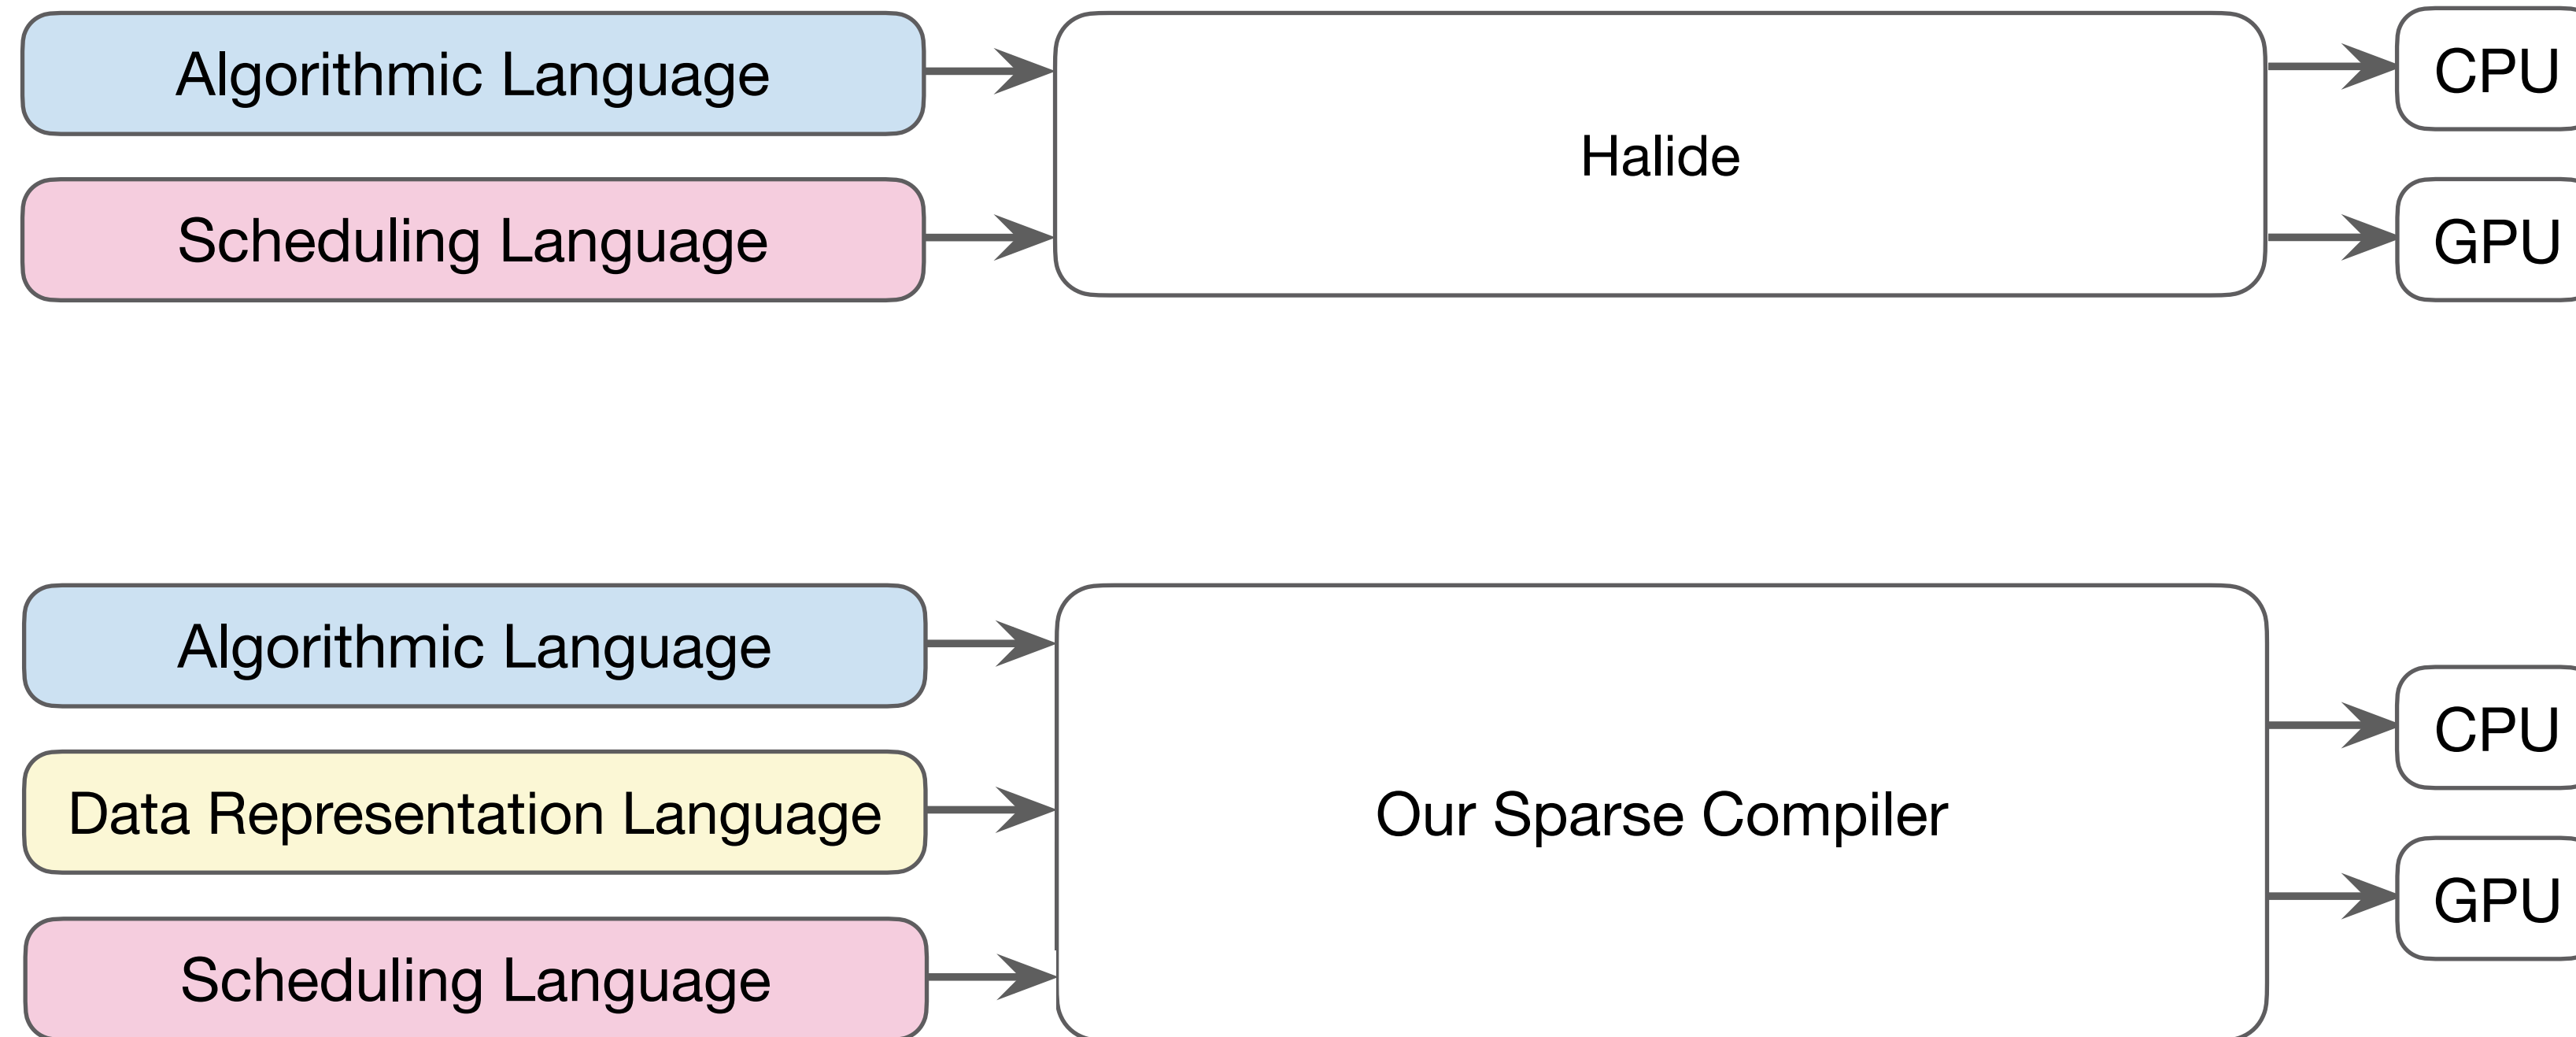 Algorithmic Language
Scheduling Language
Halide
CPU
GPU
Algorithmic Language
Data Representation Language
Scheduling Language
Our Sparse Compiler
CPU
GPU